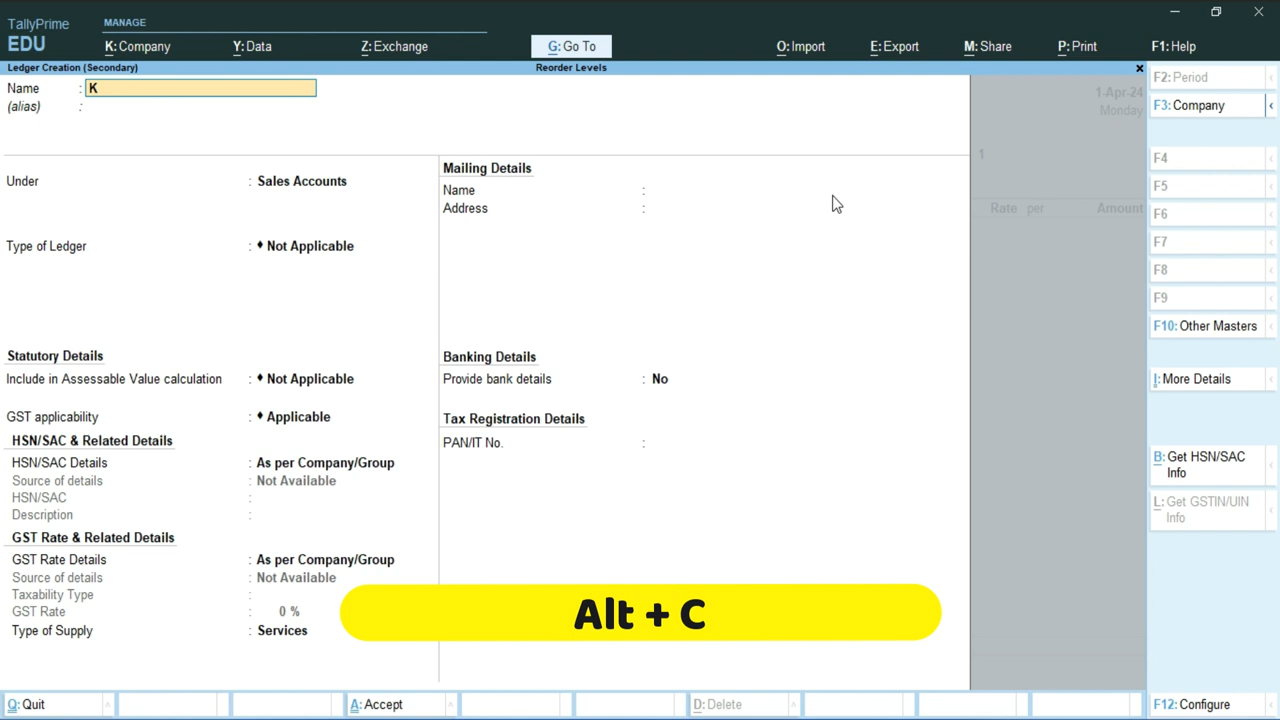 TallyPrime
EDU
MANAGE
K: Company
Y: Data
Z: Exchange
G: Go To
O: Import
E: Export
M: Share
P: Print
F1: Help
Ledger Creation (Secondary)
Reorder Levels
Name : K
(alias) :
Under : Sales Accounts
Type of Ledger : ♦ Not Applicable
Statutory Details
Include in Assessable Value calculation : ♦ Not Applicable
GST applicability : ♦ Applicable
HSN/SAC & Related Details
HSN/SAC Details : As per Company/Group
Source of details : Not Available
HSN/SAC :
Description :
GST Rate & Related Details
GST Rate Details : As per Company/Group
Source of details : Not Available
Taxability Type :
GST Rate : 0 %
Type of Supply : Services
Mailing Details
Name :
Address :
Banking Details
Provide bank details : No
Tax Registration Details
PAN/IT No. :
1-Apr-24
Monday
1
Rate per Amount
Alt + C
F2: Period
F3: Company
F4
F5
F6
F7
F8
F9
F10: Other Masters
I: More Details
B: Get HSN/SAC
Info
L: Get GSTIN/UIN
Info
Q: Quit
A: Accept
D: Delete
F12: Configure